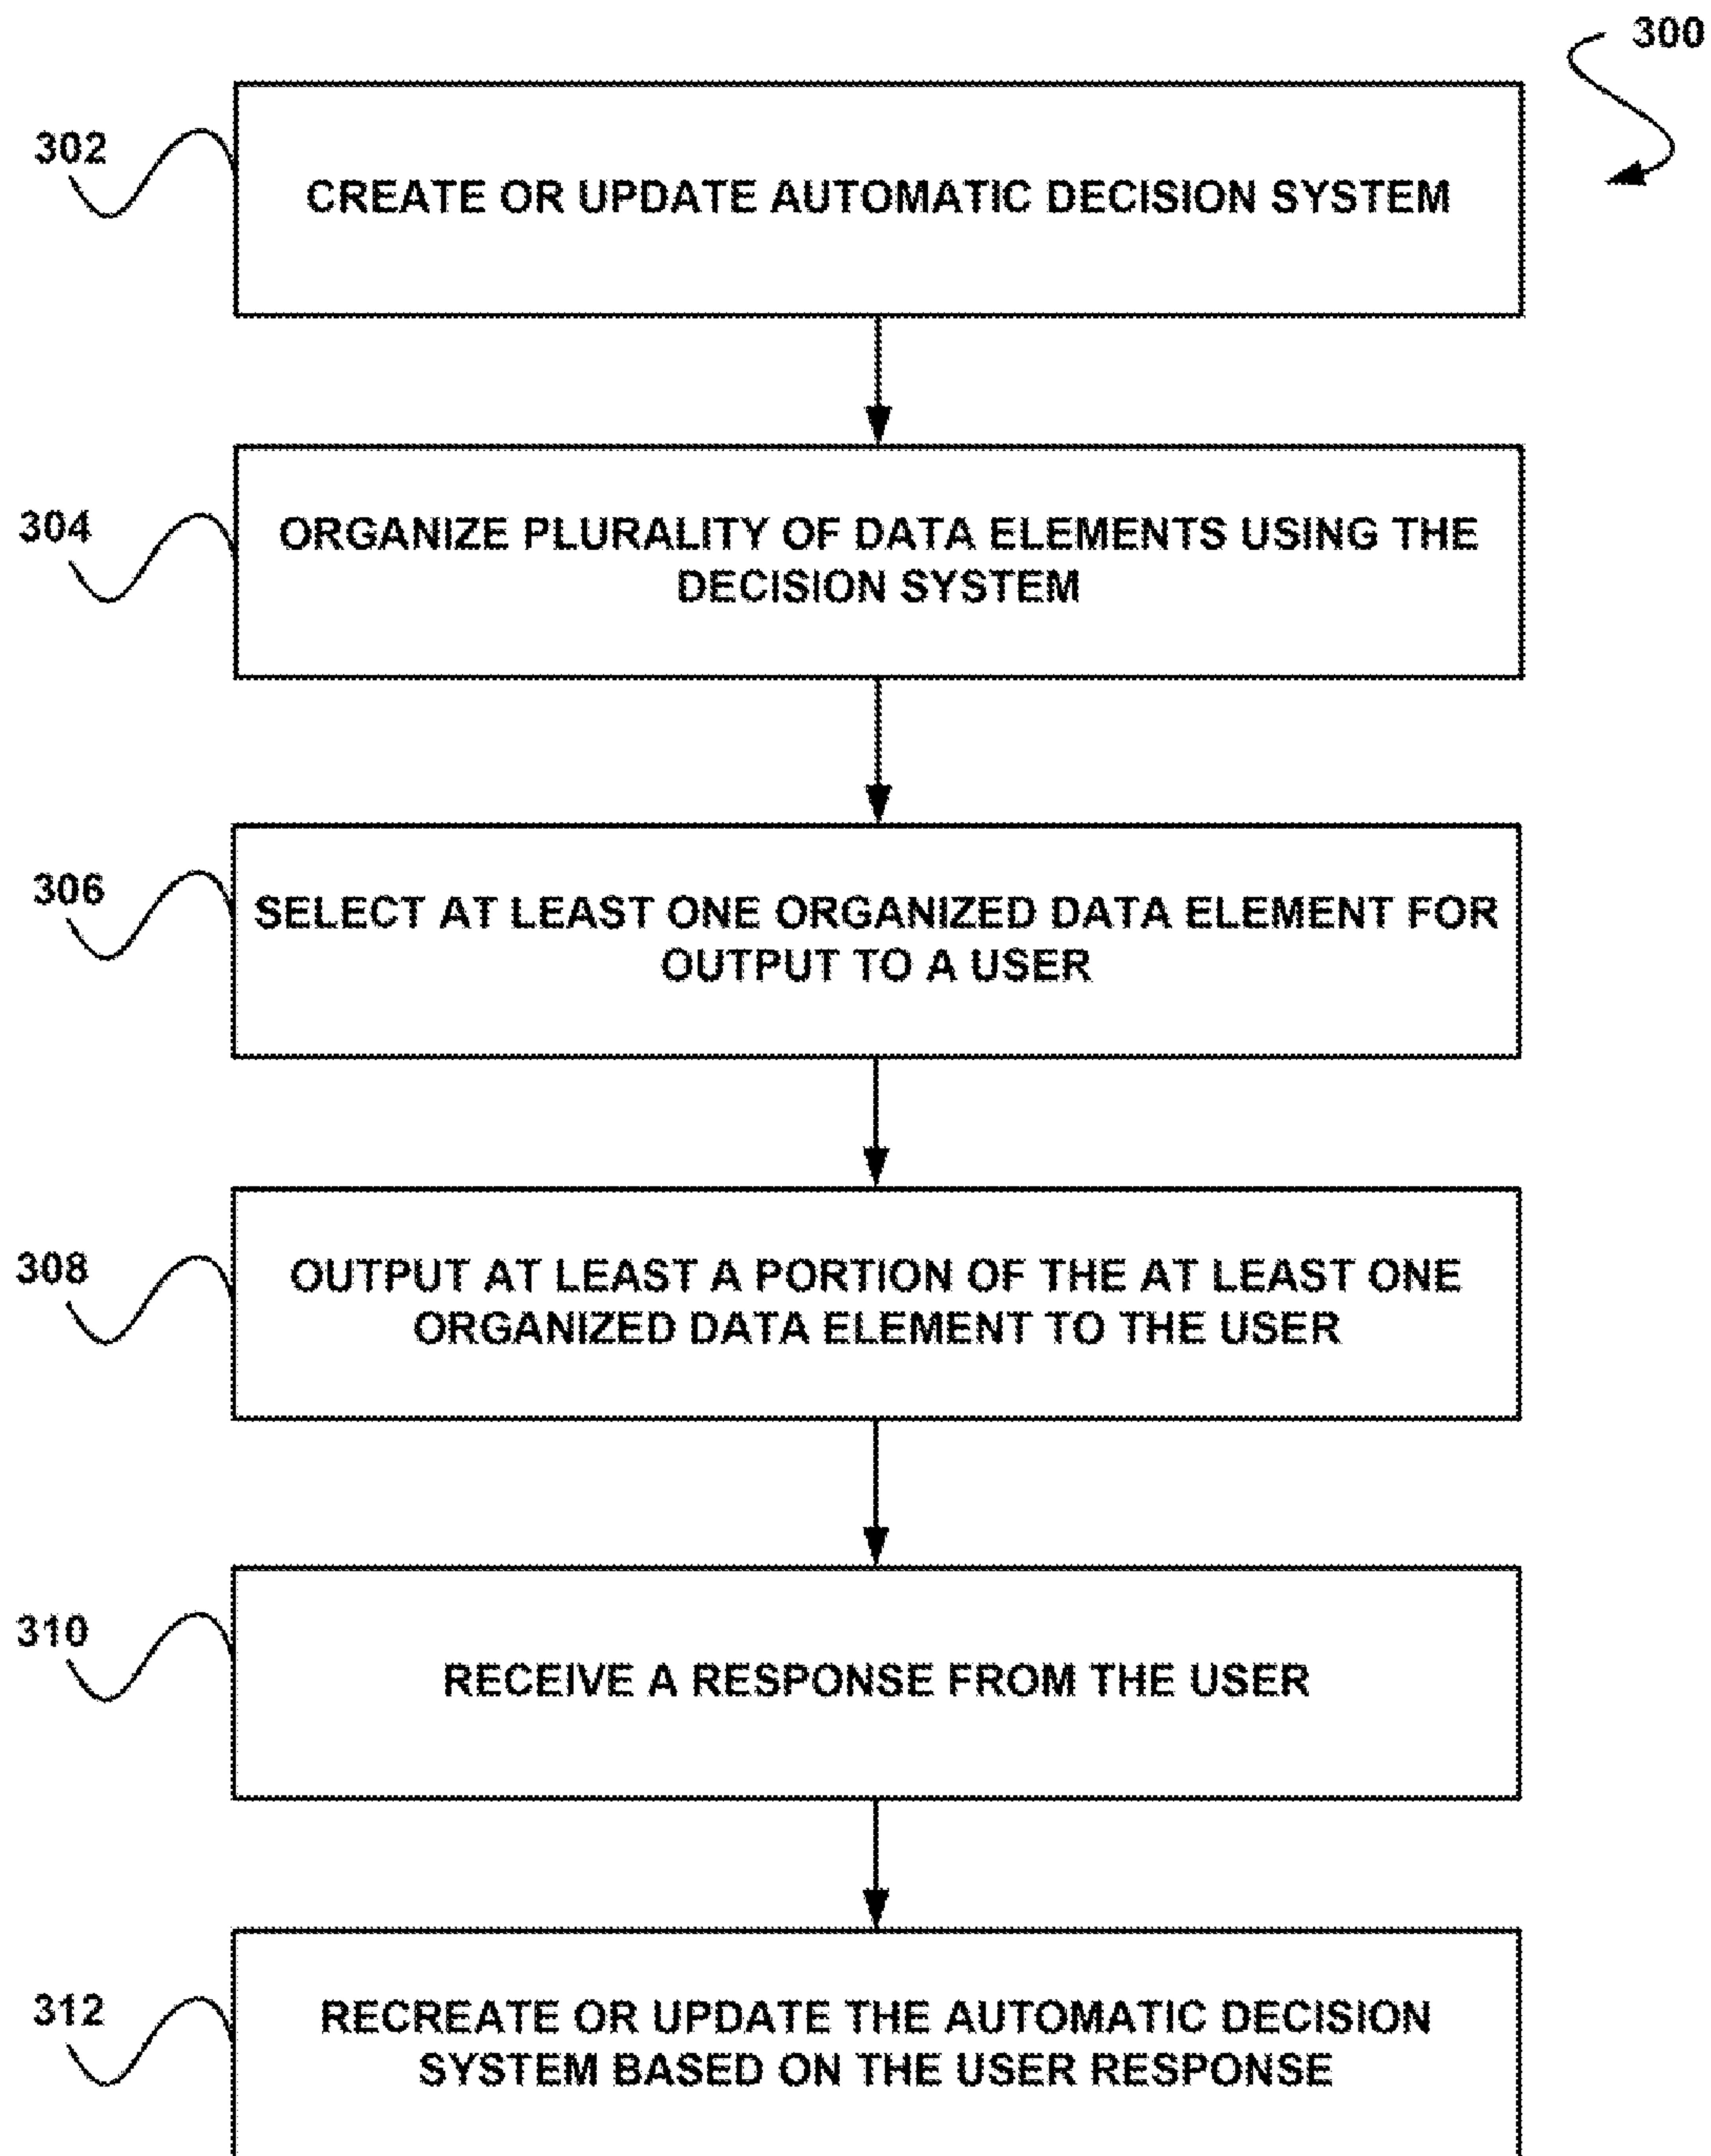 300
302
CREATE OR UPDATE AUTOMATIC DECISION SYSTEM
304
ORGANIZE PLURALITY OF DATA ELEMENTS USING THE
DECISION SYSTEM
306
SELECT AT LEAST ONE ORGANIZED DATA ELEMENT FOR
OUTPUT TO A USER
308
OUTPUT AT LEAST A PORTION OF THE AT LEAST ONE
ORGANIZED DATA ELEMENT TO THE USER
310
RECEIVE A RESPONSE FROM THE USER
312
RECREATE OR UPDATE THE AUTOMATIC DECISION
SYSTEM BASED ON THE USER RESPONSE